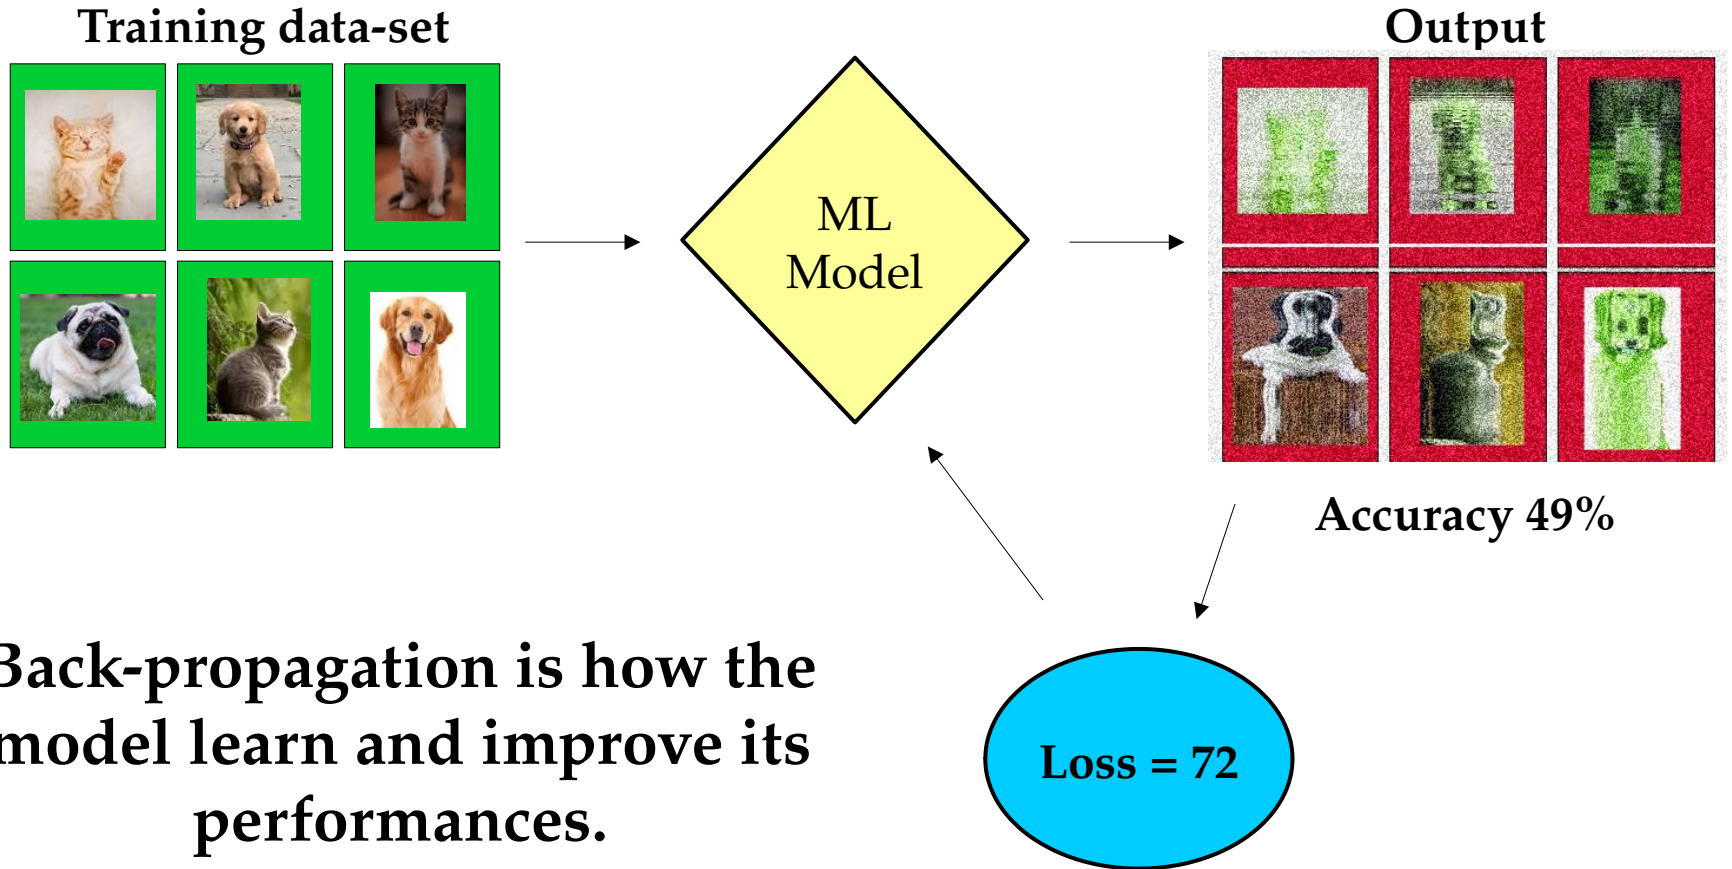 Training data-set
Output
ML
Model
Accuracy 49%
Back-propagation is how the
model learn and improve its
performances.
Loss = 72